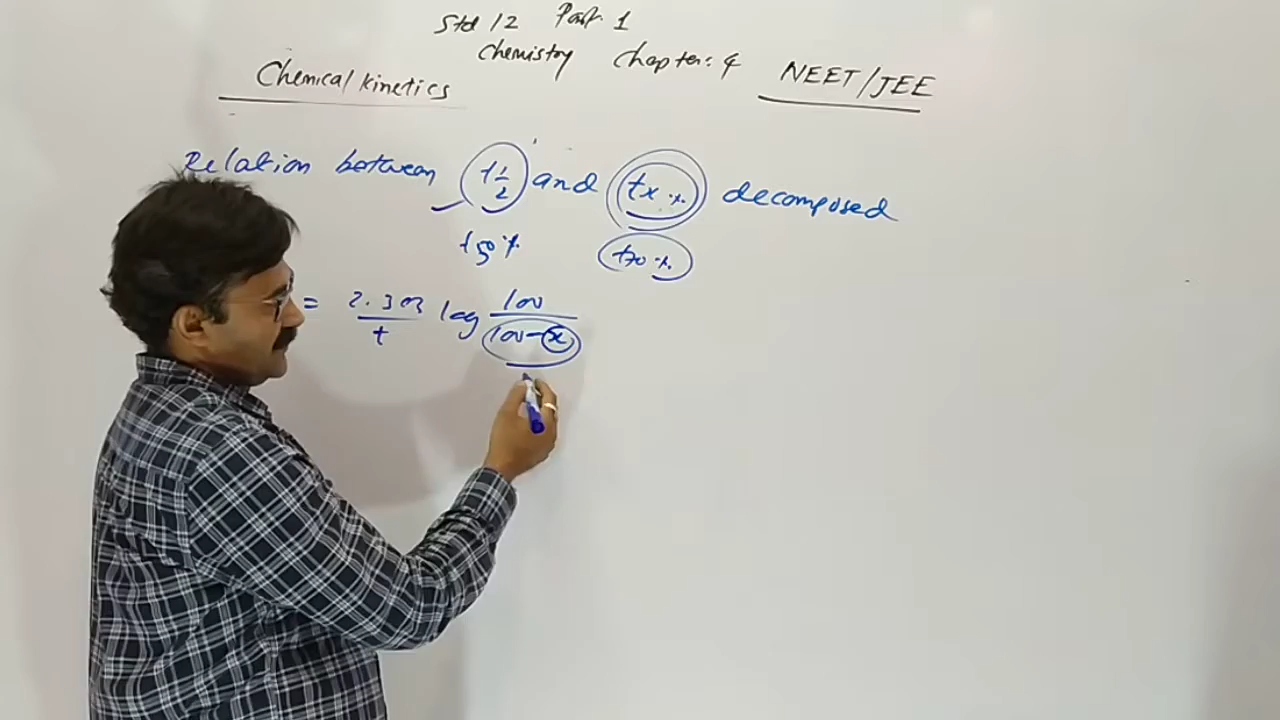 Std 12 Part. 1
Chemistry Chapter: 4 NEET/JEE
Chemical kinetics
Relation between t1/2 and tx% decomposed
t50% t70%
= 2.303/t log 100/100-x